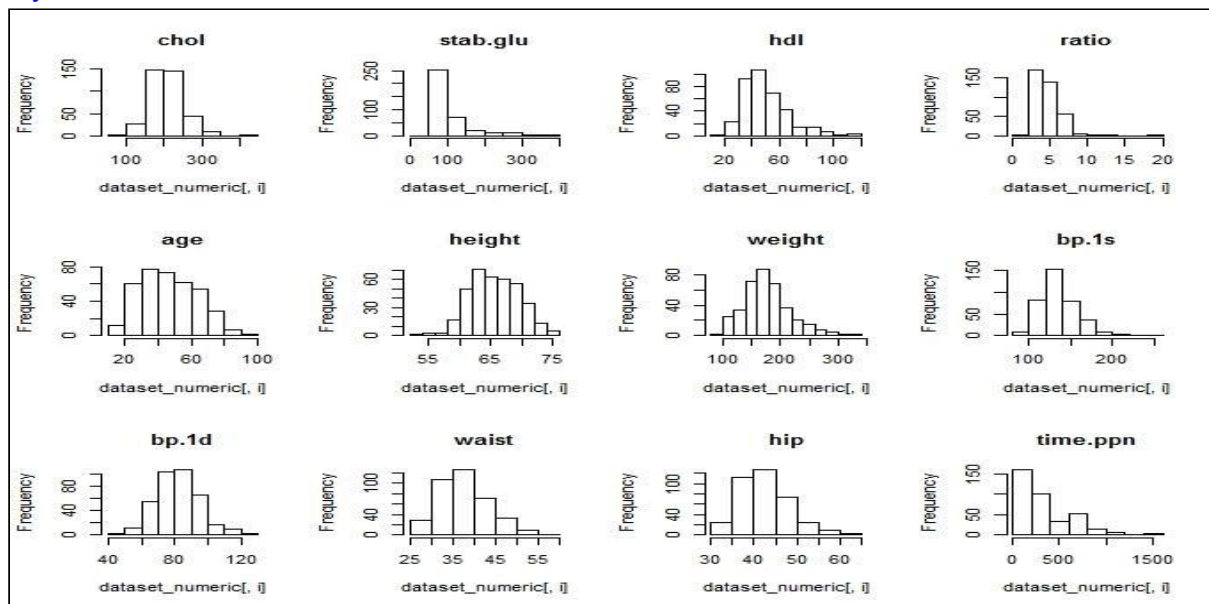 chol
Frequency
0 50 150
100 300
dataset_numeric[, i]
stab.glu
Frequency
0 100 250
0 100 300
dataset_numeric[, i]
hdl
Frequency
0 40 80
20 60 100
dataset_numeric[, i]
ratio
Frequency
0 50 150
0 5 10 15 20
dataset_numeric[, i]
age
Frequency
0 40 80
20 60 100
dataset_numeric[, i]
height
Frequency
0 30 60
55 65 75
dataset_numeric[, i]
weight
Frequency
0 40 80
100 200 300
dataset_numeric[, i]
bp.1s
Frequency
0 50 150
100 200
dataset_numeric[, i]
bp.1d
Frequency
0 40 80
40 80 120
dataset_numeric[, i]
waist
Frequency
0 40 100
25 35 45 55
dataset_numeric[, i]
hip
Frequency
0 40 100
30 40 50 60
dataset_numeric[, i]
time.ppn
Frequency
0 50 150
0 500 1500
dataset_numeric[, i]